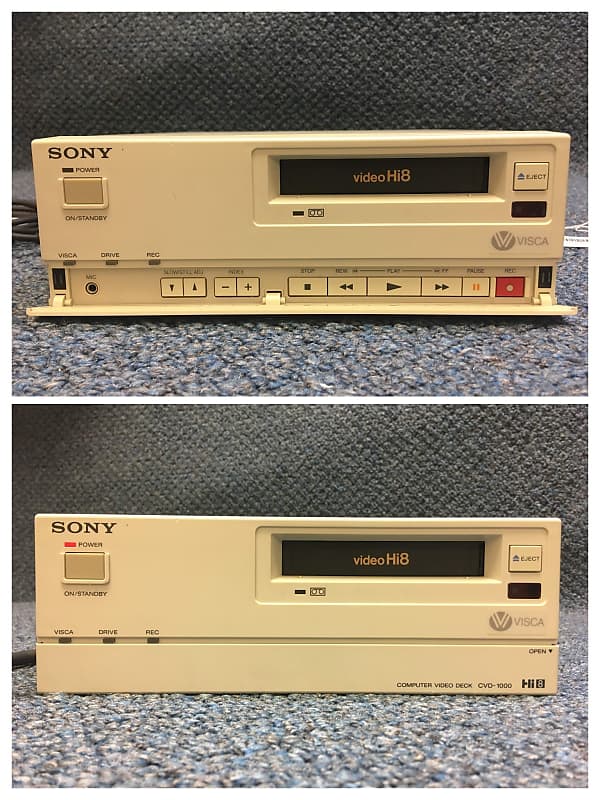 SONY
POWER
ON/STANDBY
video Hi8
EJECT
VISCA
VISCA DRIVE REC
MIC
SLOW/STILL ADJ INDEX
STOP REW PLAY FF PAUSE REC
SONY
POWER
ON/STANDBY
video Hi8
EJECT
VISCA
VISCA DRIVE REC
OPEN ▼
COMPUTER VIDEO DECK CVD-1000 Hi8